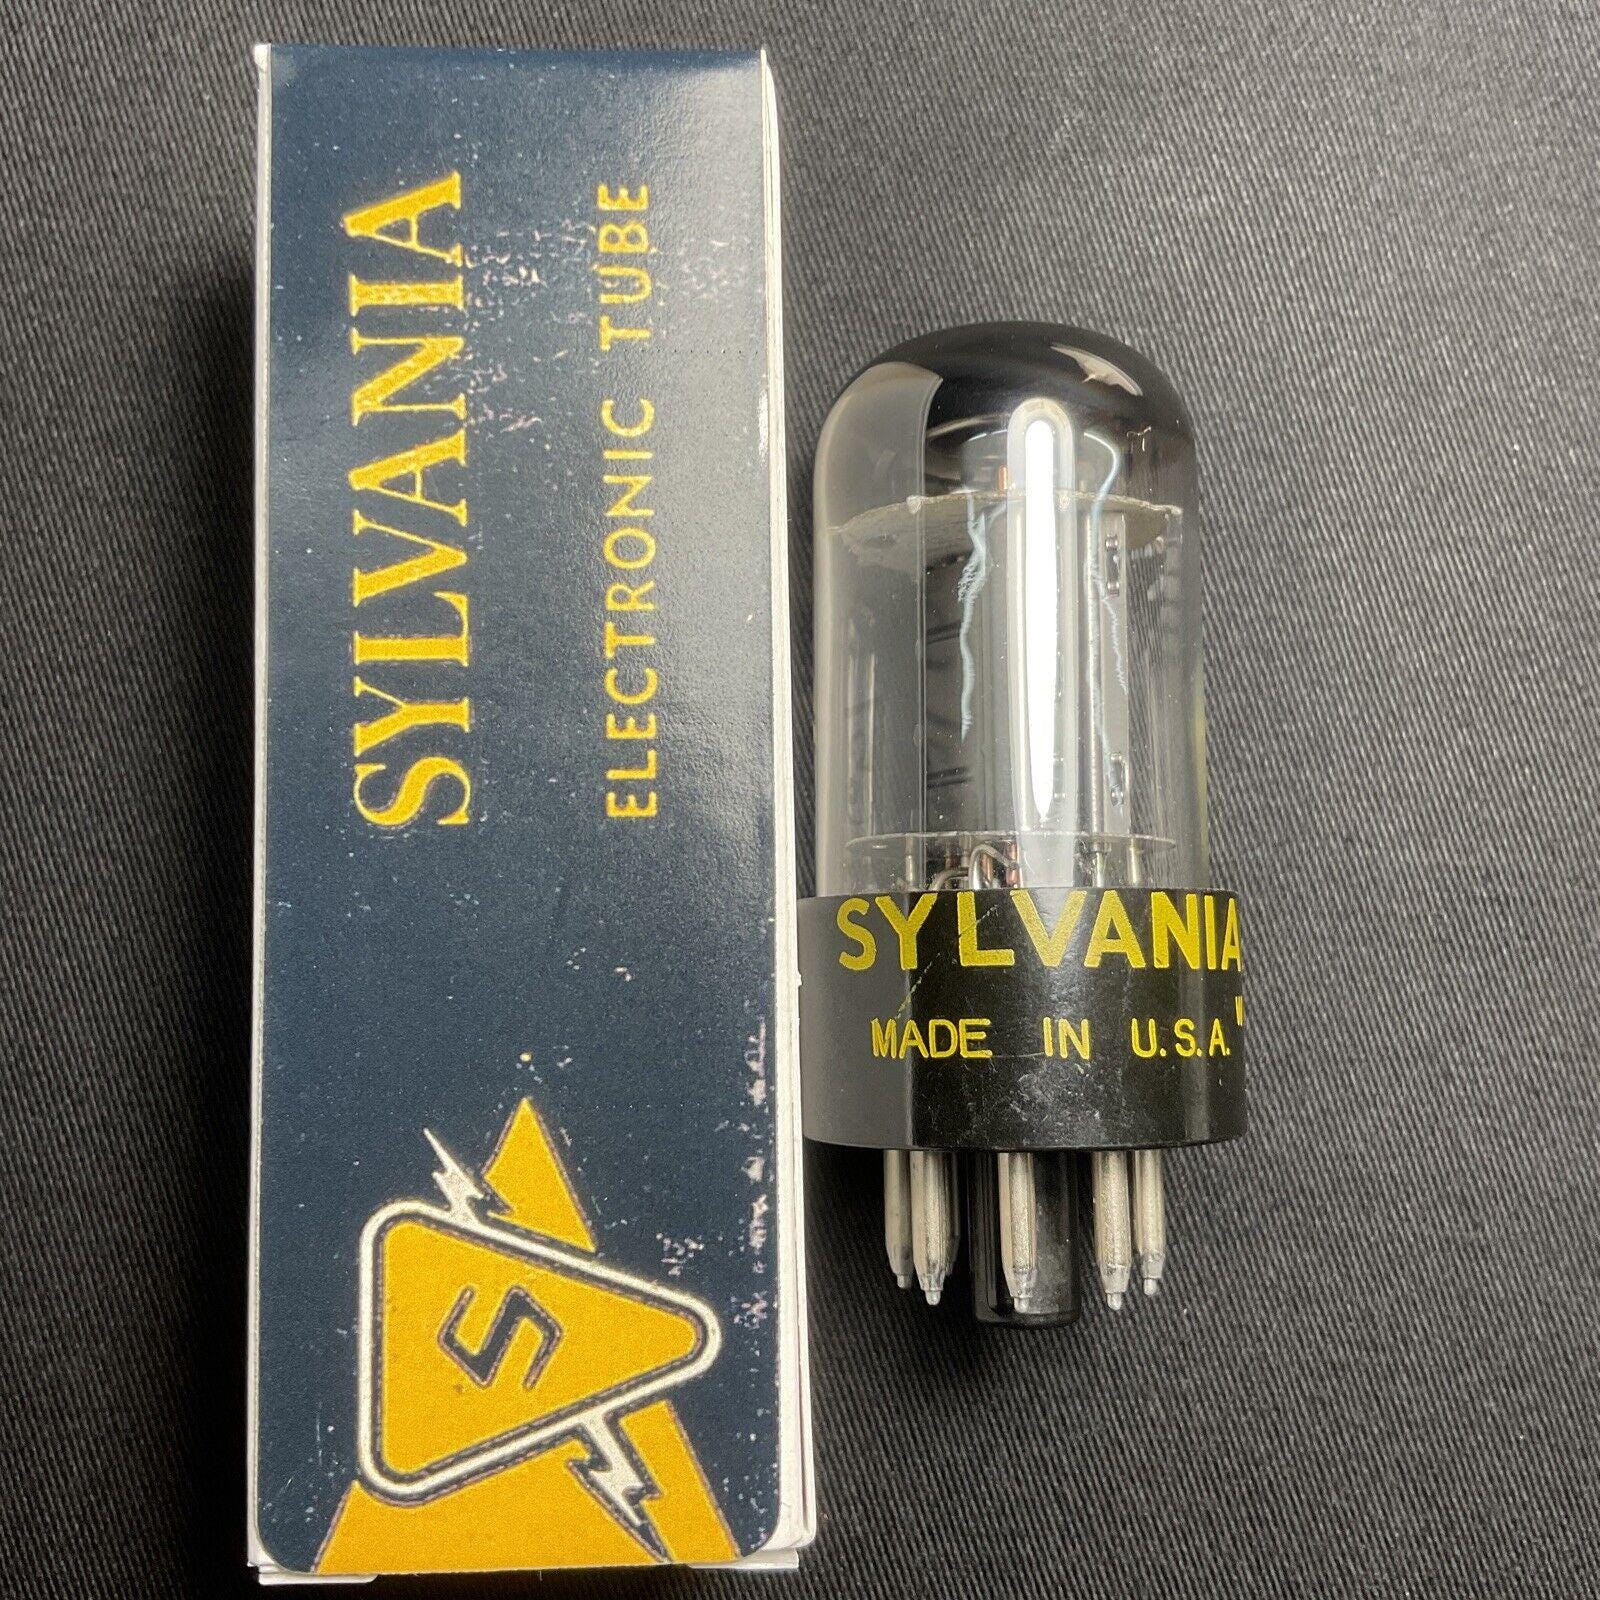 SYLVANIA
ELECTRONIC TUBE
S
SYLVANIA
MADE IN U.S.A.